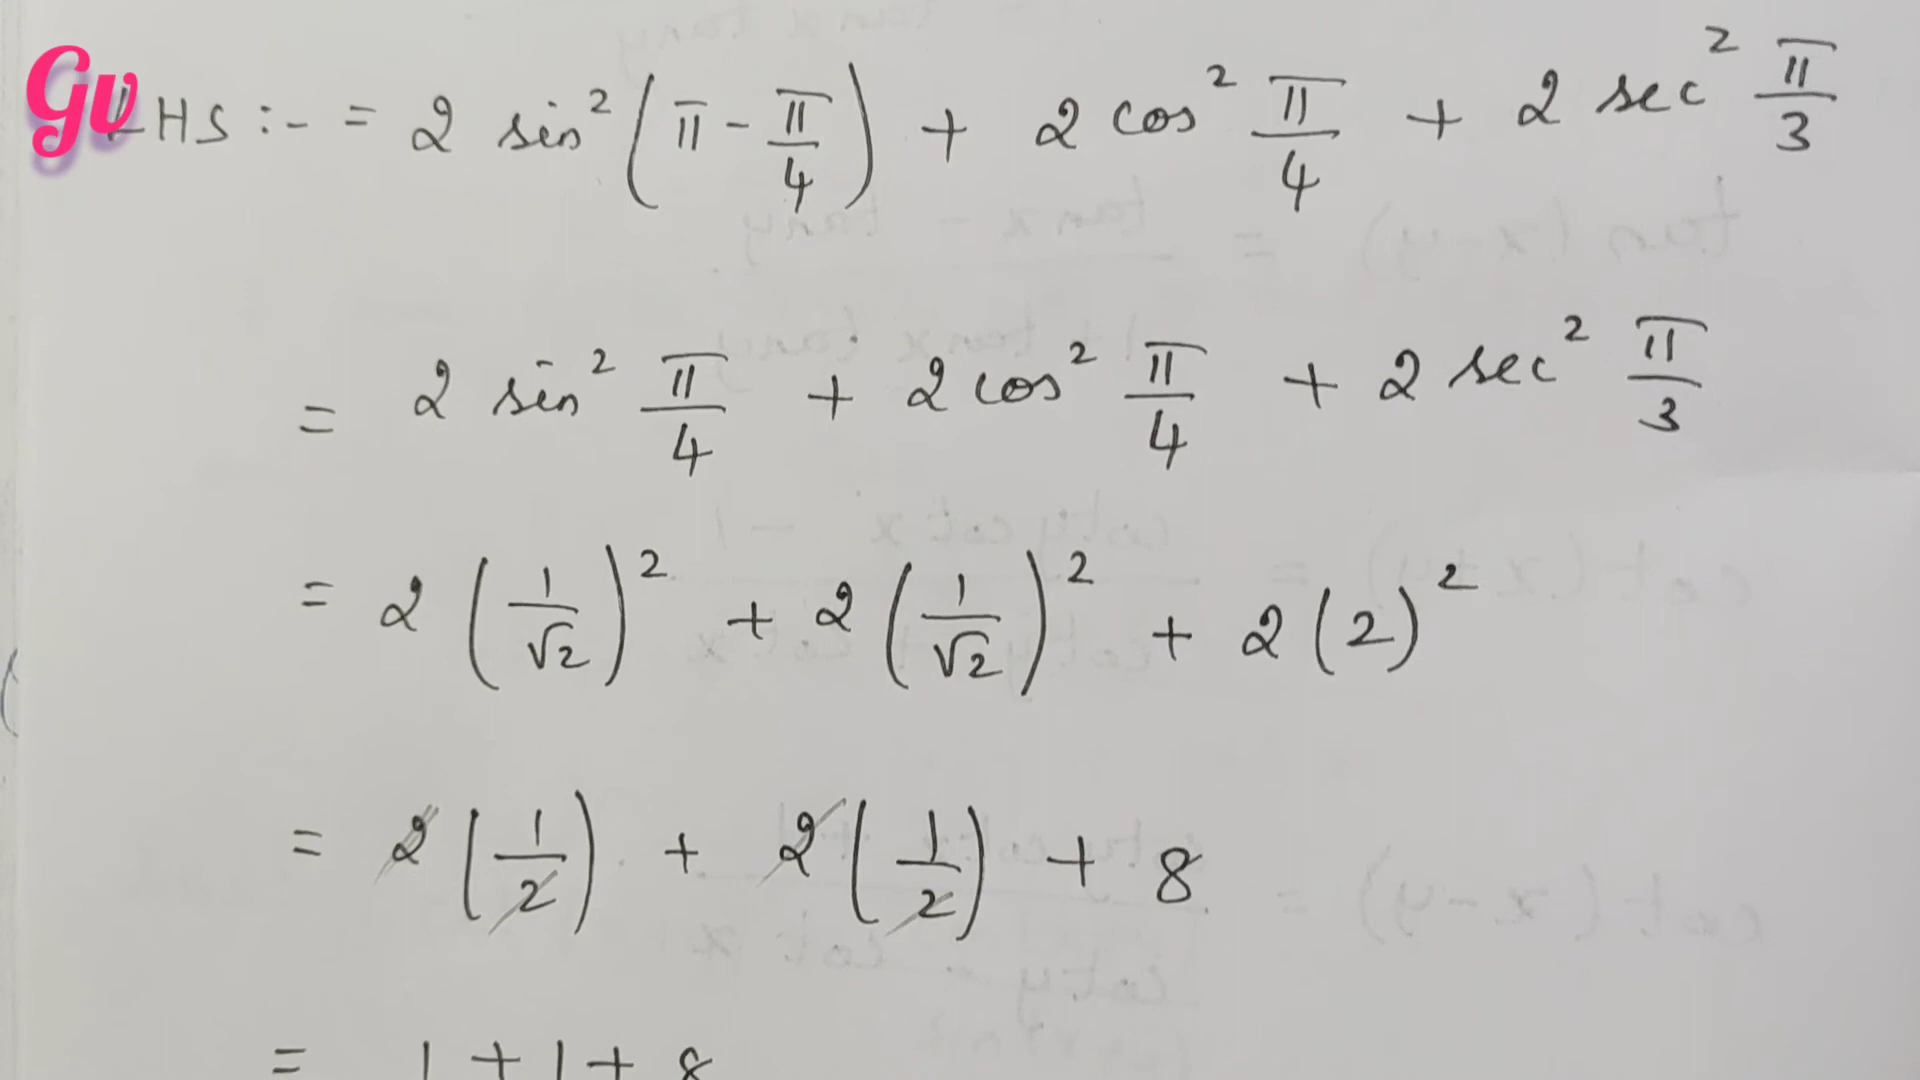 Gv
LHS :- = 2 sin² (π - π/4) + 2 cos² π/4 + 2 sec² π/3
= 2 sin² π/4 + 2 cos² π/4 + 2 sec² π/3
= 2 (1/√2)² + 2 (1/√2)² + 2 (2)²
= 2 (1/2) + 2 (1/2) + 8
= 1 + 1 + 8